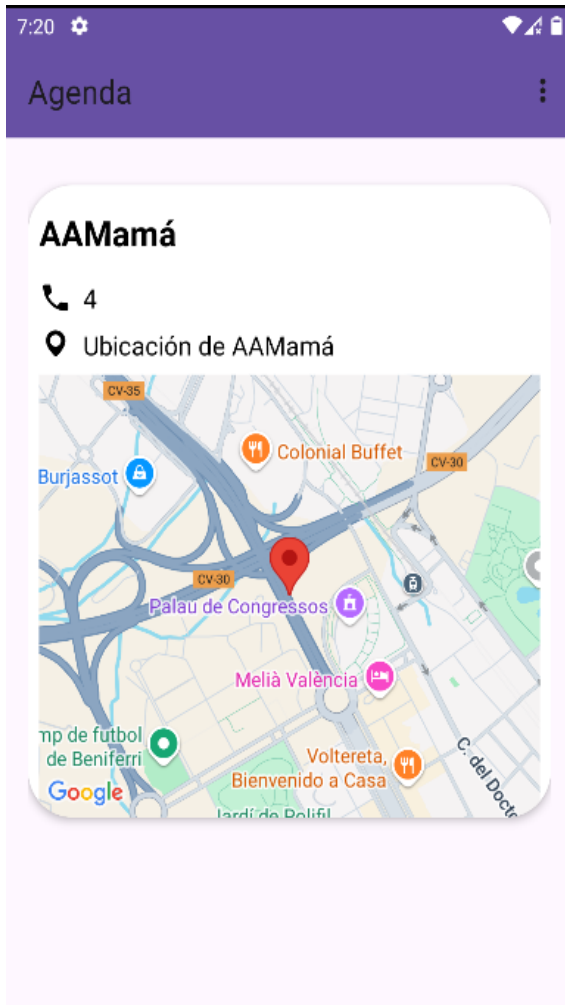 7:20
Agenda
AAMamá
4
Ubicación de AAMamá
CV-35
Colonial Buffet
Burjassot
CV-30
CV-30
Palau de Congressos
Melià València
mp de futbol
de Beniferri
Voltereta,
Bienvenido a Casa
C. del Docto
Google
Jardí de Polifil